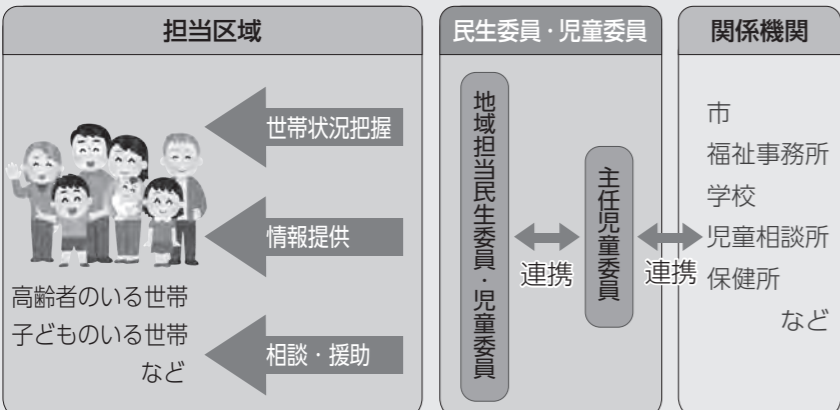 担当区域
世帯状況把握
情報提供
相談・援助
高齢者のいる世帯
子どものいる世帯
など
民生委員・児童委員
地域担当民生委員・児童委員
連携
主任児童委員
連携
関係機関
市
福祉事務所
学校
児童相談所
保健所
など